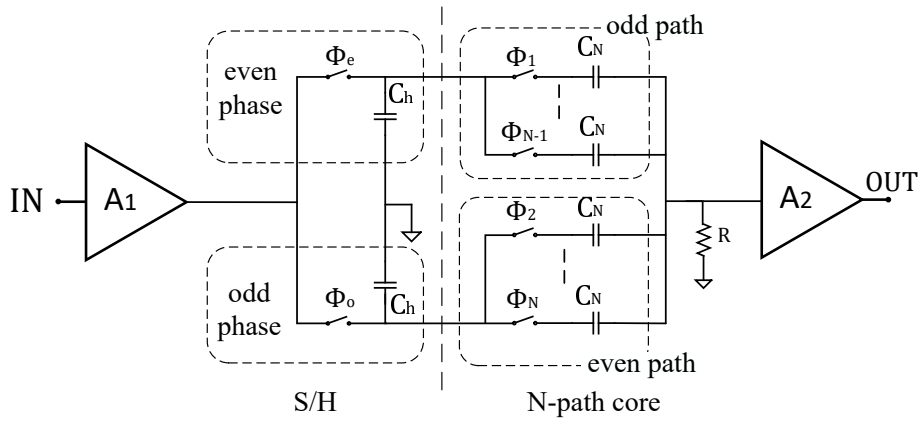 odd path
Φe
even
phase
Ch
Φ1
CN
ΦN-1
CN
IN
A1
Φ2
CN
R
A2
OUT
odd
phase
Φo
Ch
ΦN
CN
even path
S/H
N-path core